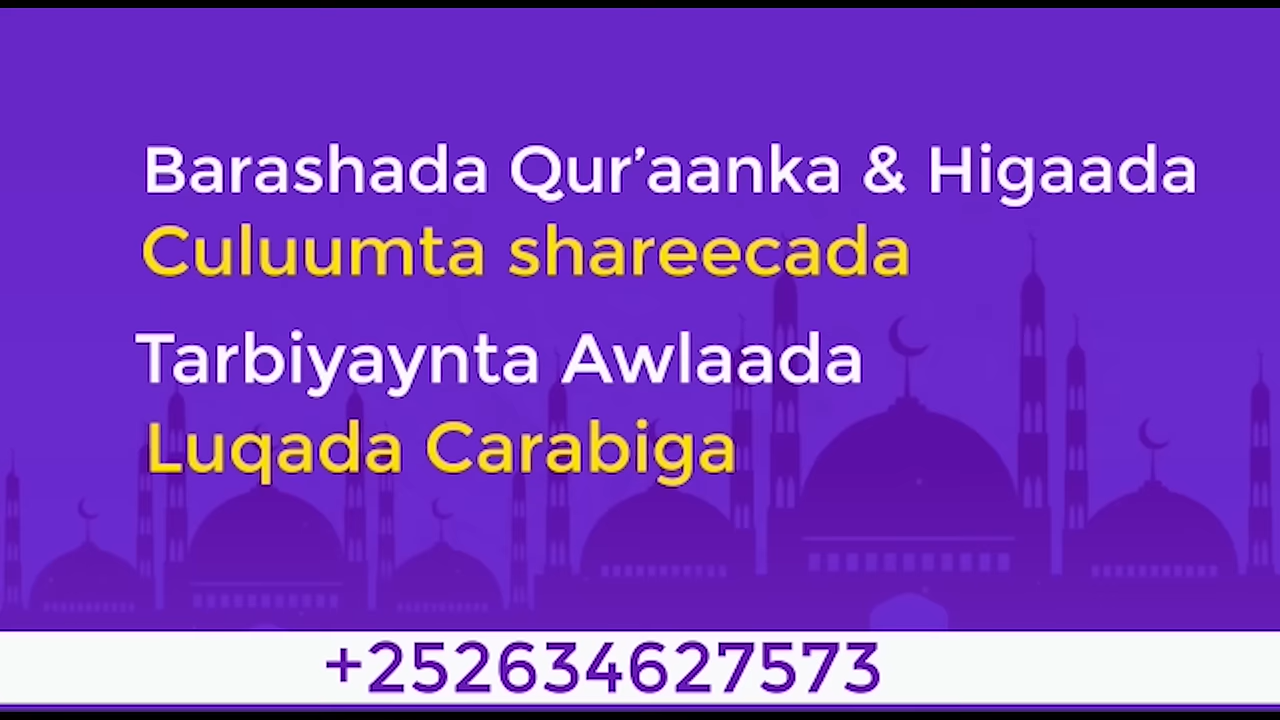 Barashada Qur’aanka & Higaada
Culuumta shareecada
Tarbiyaynta Awlaada
Luqada Carabiga
+252634627573